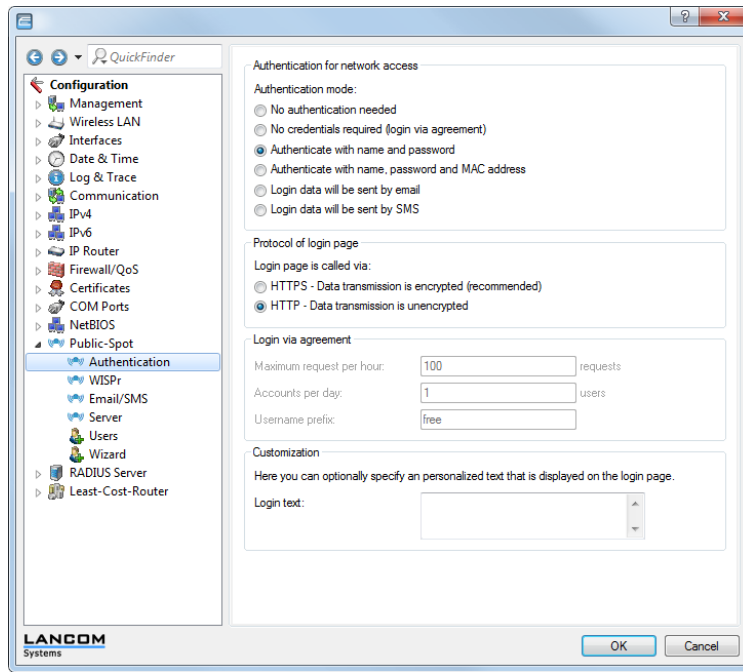 QuickFinder
Configuration
Management
Wireless LAN
Interfaces
Date & Time
Log & Trace
Communication
IPv4
IPv6
IP Router
Firewall/QoS
Certificates
COM Ports
NetBIOS
Public-Spot
Authentication
WISPr
Email/SMS
Server
Users
Wizard
RADIUS Server
Least-Cost-Router
Authentication for network access
Authentication mode:
No authentication needed
No credentials required (login via agreement)
Authenticate with name and password
Authenticate with name, password and MAC address
Login data will be sent by email
Login data will be sent by SMS
Protocol of login page
Login page is called via:
HTTPS - Data transmission is encrypted (recommended)
HTTP - Data transmission is unencrypted
Login via agreement
Maximum request per hour: 100 requests
Accounts per day: 1 users
Username prefix: free
Customization
Here you can optionally specify an personalized text that is displayed on the login page.
Login text:
LANCOM
Systems
OK Cancel